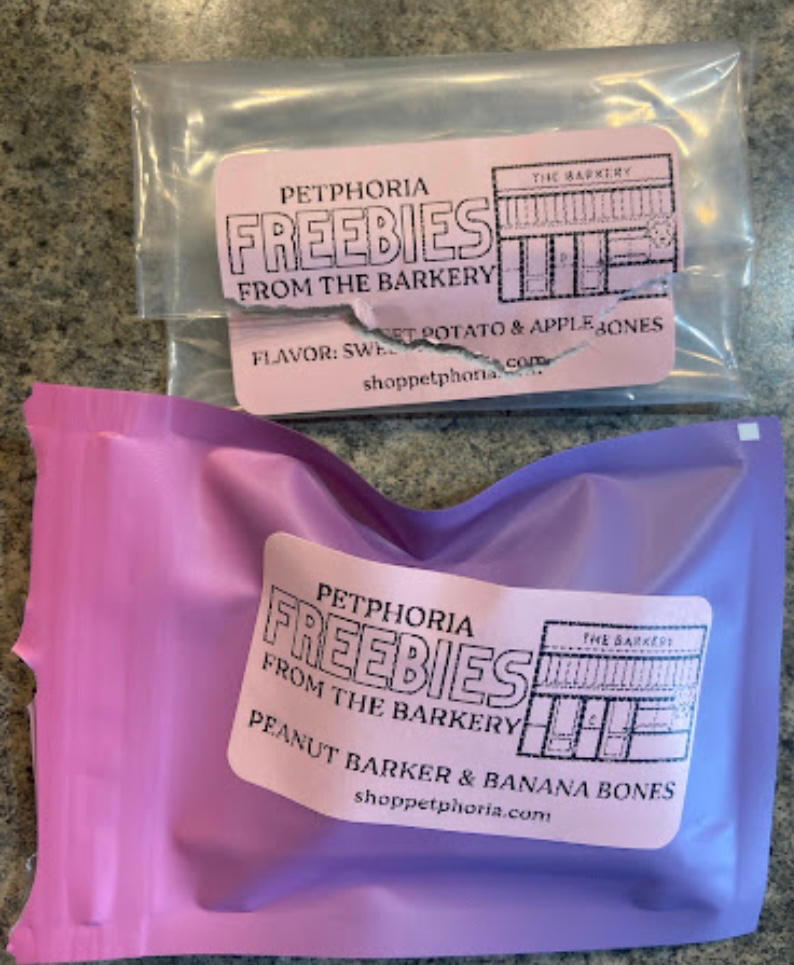 PETPHORIA
FREEBIES
FROM THE BARKERY
THE BARKERY
FLAVOR: SWEET POTATO & APPLE BONES
shoppetphoria.com
PETPHORIA
FREEBIES
FROM THE BARKERY
THE BARKERY
PEANUT BARKER & BANANA BONES
shoppetphoria.com